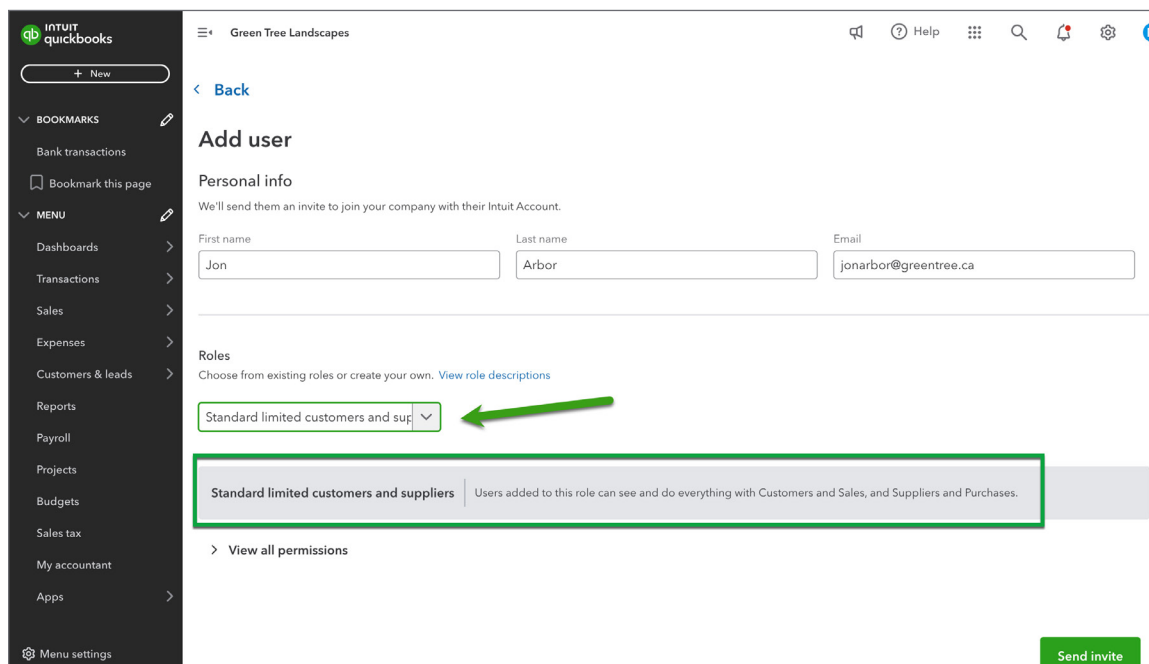 INTUIT
quickbooks
+ New
BOOKMARKS
Bank transactions
Bookmark this page
MENU
Dashboards
Transactions
Sales
Expenses
Customers & leads
Reports
Payroll
Projects
Budgets
Sales tax
My accountant
Apps
Menu settings
Green Tree Landscapes
Help
Back
Add user
Personal info
We'll send them an invite to join your company with their Intuit Account.
First name Last name Email
Jon Arbor jonarbor@greentree.ca
Roles
Choose from existing roles or create your own. View role descriptions
Standard limited customers and sup
Standard limited customers and suppliers Users added to this role can see and do everything with Customers and Sales, and Suppliers and Purchases.
View all permissions
Send invite